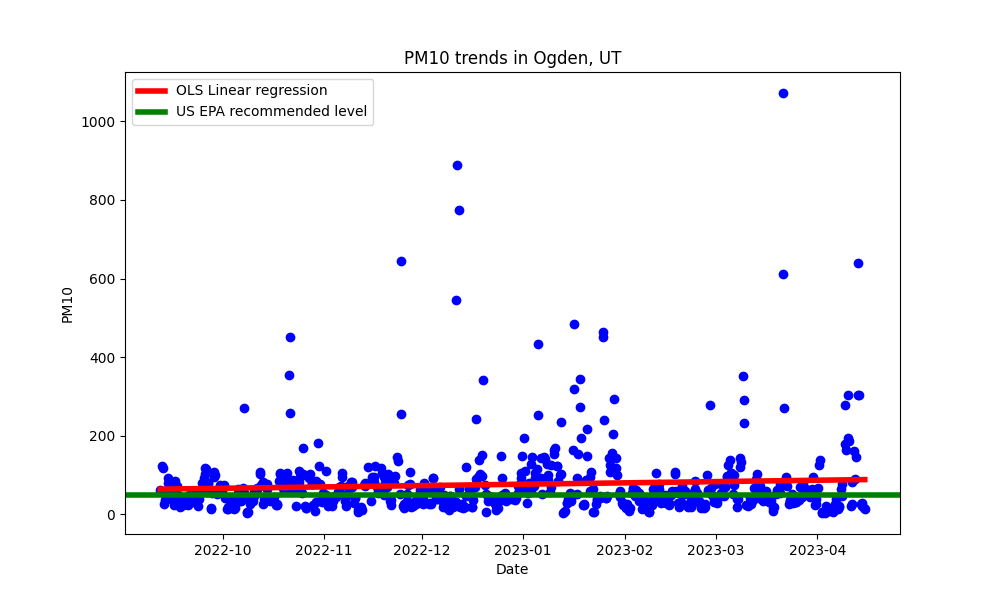 PM10 trends in Ogden, UT
OLS Linear regression
US EPA recommended level
1000
800
600
400
200
0
PM10
2022-10
2022-11
2022-12
2023-01
2023-02
2023-03
2023-04
Date